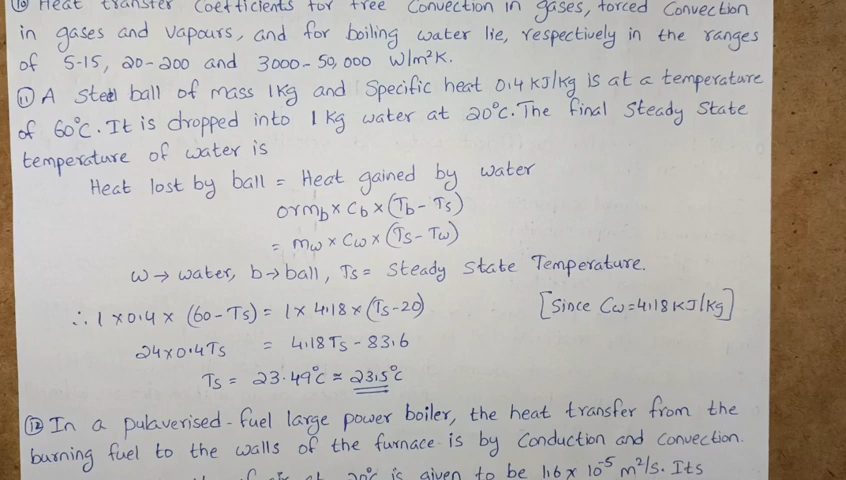 ⑩ Heat transfer Coefficients for free Convection in gases, forced Convection
in gases and vapours, and for boiling water lie, respectively in the ranges
of 5-15, 20-200 and 3000-50,000 W/m²K.
⑪ A Steel ball of mass 1Kg and Specific heat 0.4 KJ/kg is at a temperature
of 60°C. It is dropped into 1 Kg water at 20°C. The final Steady State
temperature of water is
Heat lost by ball = Heat gained by water
or mb × Cb × (Tb - Ts)
= mw × Cw × (Ts - Tw)
w → water, b → ball, Ts = Steady State Temperature.
∴ 1 × 0.4 × (60 - Ts) = 1 × 4.18 × (Ts - 20) [Since Cw = 4.18 KJ/kg]
24 × 0.4 Ts = 4.18 Ts - 83.6
Ts = 23.49°C ≈ 23.5°C
⑫ In a pulaverised-fuel large power boiler, the heat transfer from the
burning fuel to the walls of the furnace is by Conduction and convection.
at 20°C is given to be 1.6 × 10⁻⁵ m²/s. Its